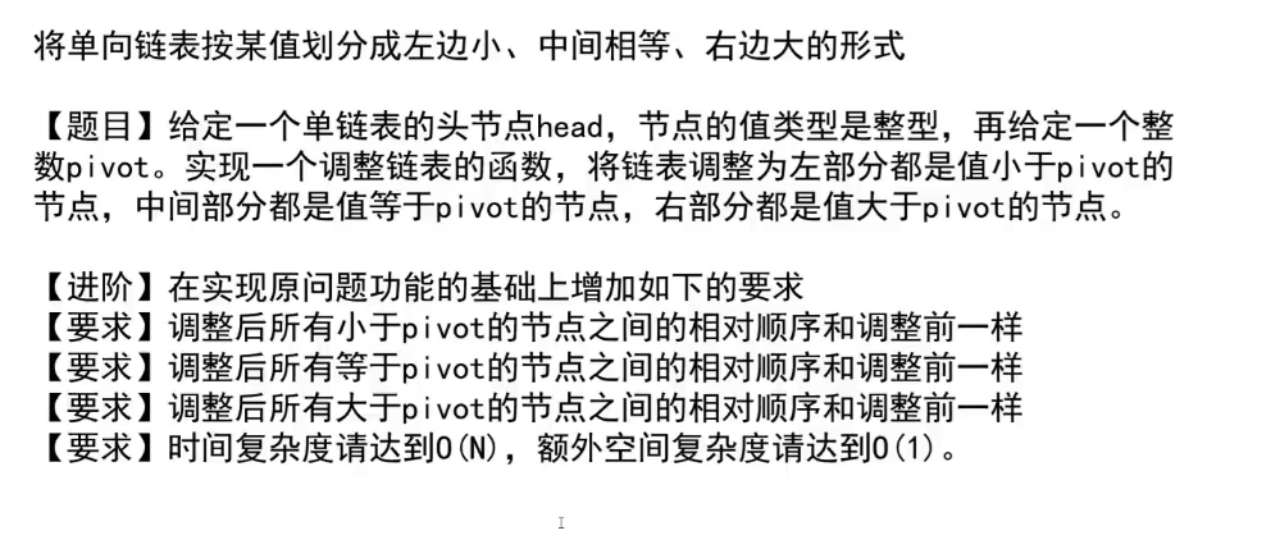 将单向链表按某值划分成左边小、中间相等、右边大的形式
【题目】给定一个单链表的头节点head，节点的值类型是整型，再给定一个整
数pivot。实现一个调整链表的函数，将链表调整为左部分都是值小于pivot的
节点，中间部分都是值等于pivot的节点，右部分都是值大于pivot的节点。
【进阶】在实现原问题功能的基础上增加如下的要求
【要求】调整后所有小于pivot的节点之间的相对顺序和调整前一样
【要求】调整后所有等于pivot的节点之间的相对顺序和调整前一样
【要求】调整后所有大于pivot的节点之间的相对顺序和调整前一样
【要求】时间复杂度请达到O(N)，额外空间复杂度请达到O(1)。